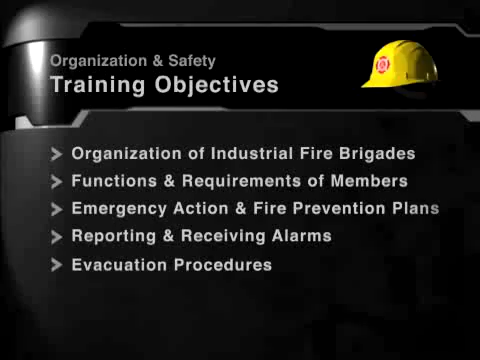 Organization & Safety
Training Objectives
Organization of Industrial Fire Brigades
Functions & Requirements of Members
Emergency Action & Fire Prevention Plans
Reporting & Receiving Alarms
Evacuation Procedures